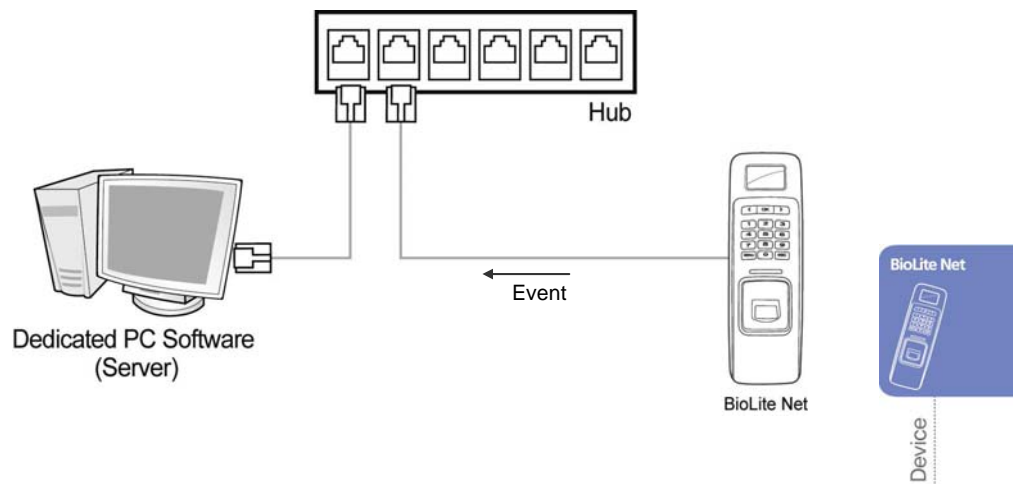 Hub
Event
Dedicated PC Software
(Server)
BioLite Net
BioLite Net
Device